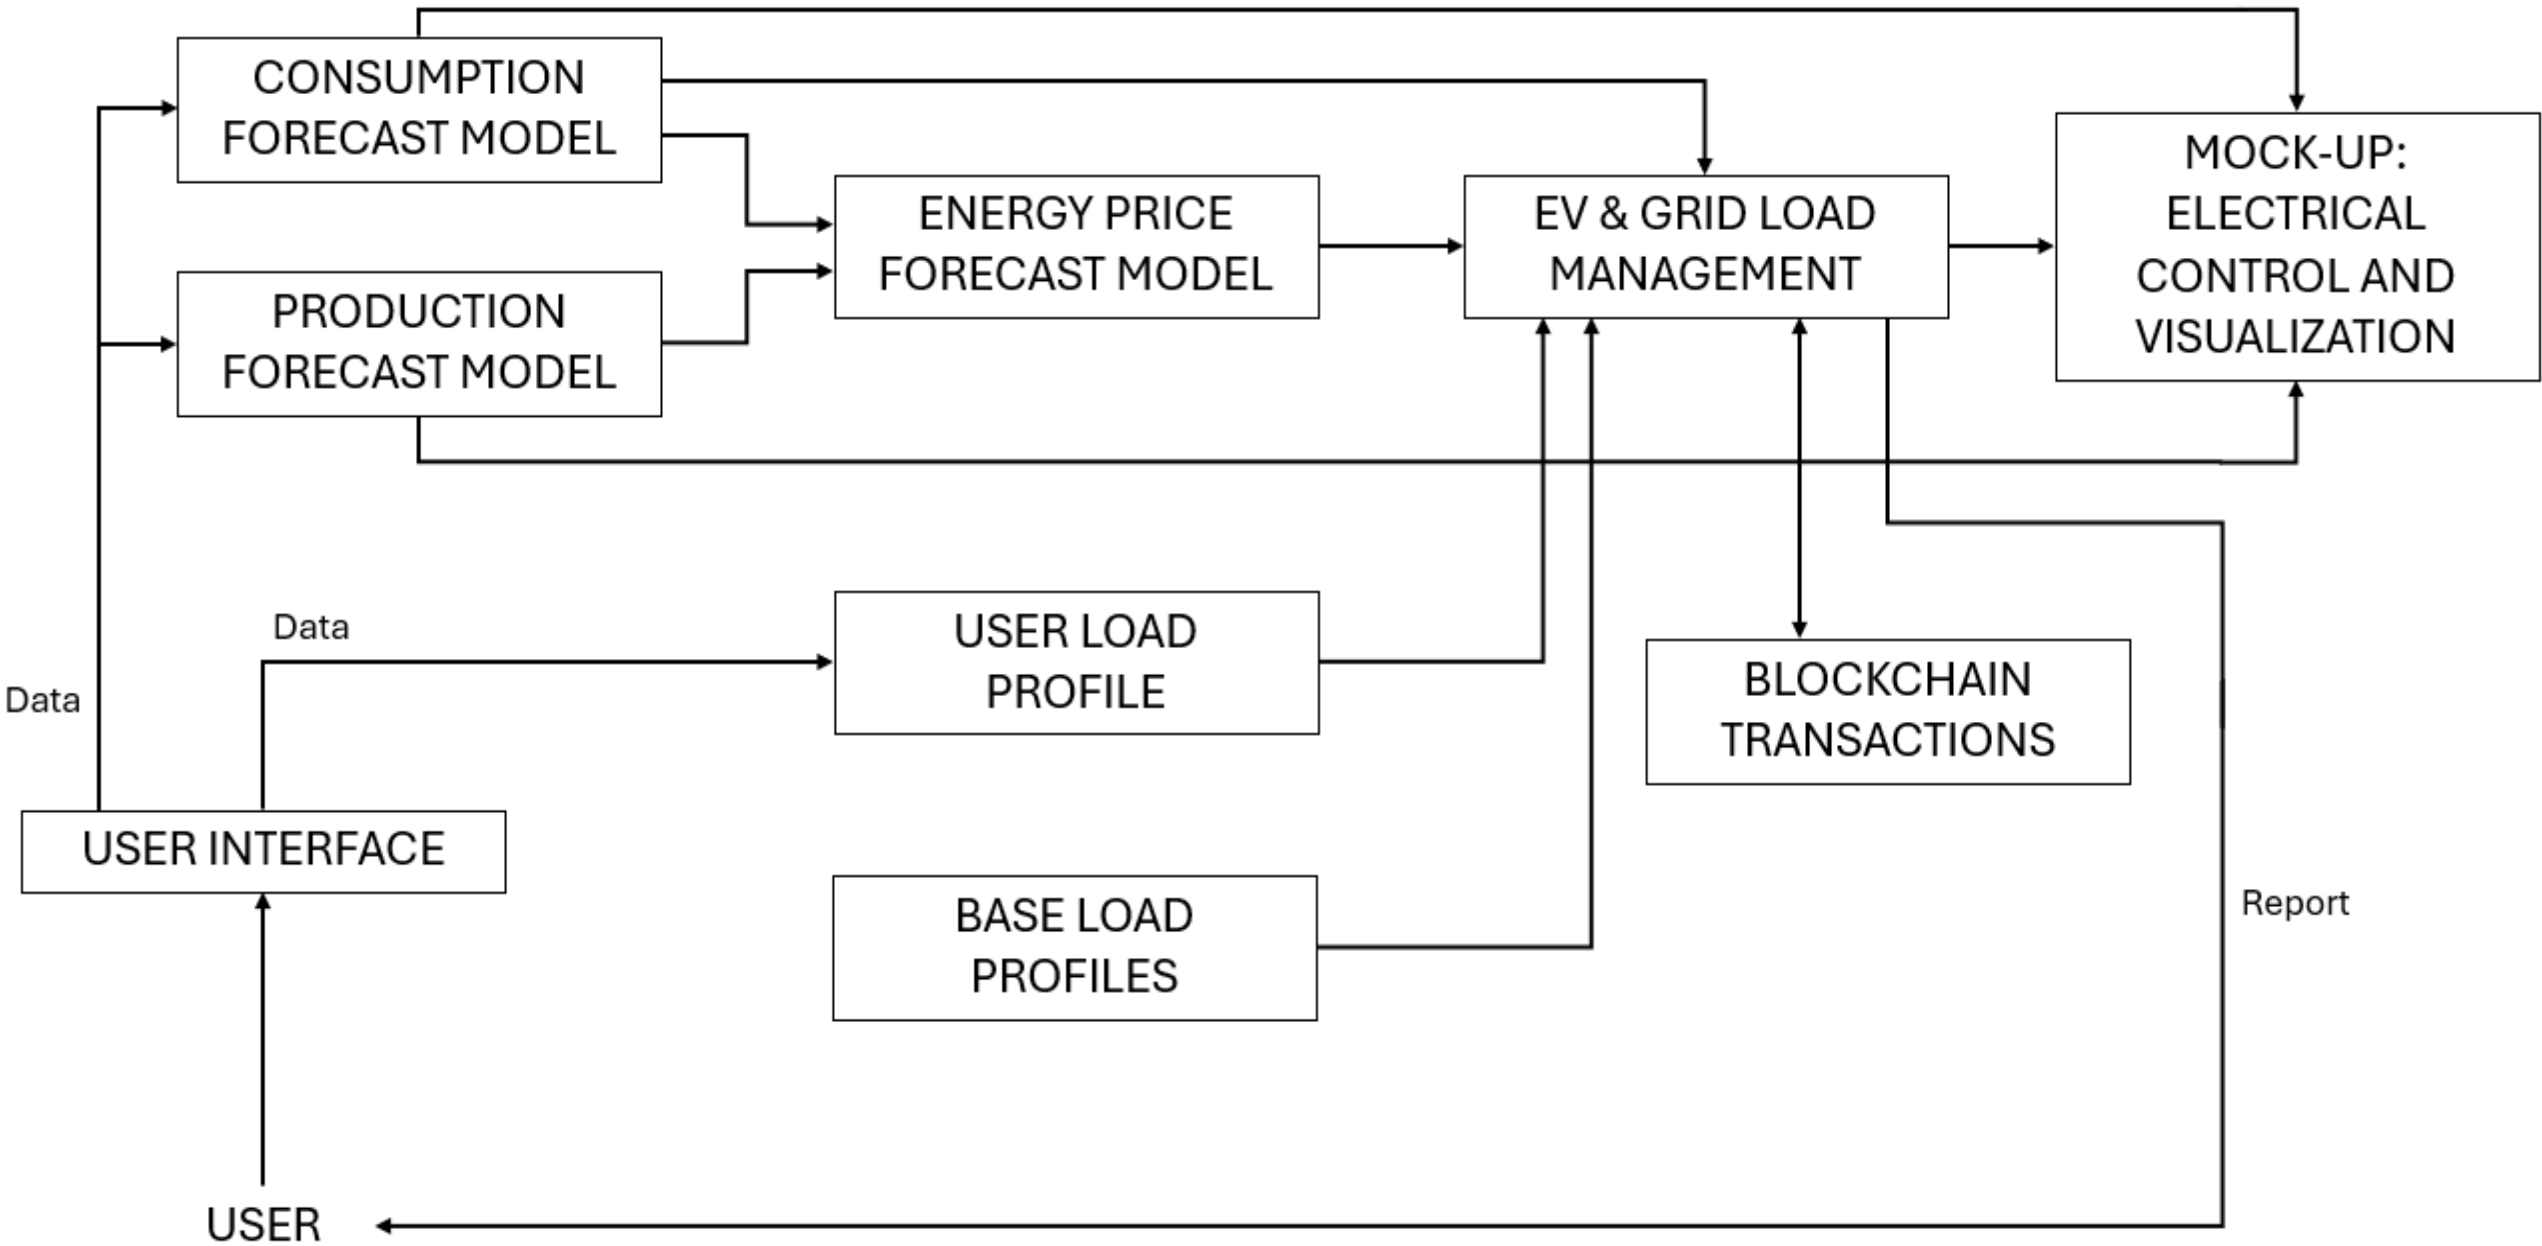 CONSUMPTION
FORECAST MODEL
PRODUCTION
FORECAST MODEL
ENERGY PRICE
FORECAST MODEL
EV & GRID LOAD
MANAGEMENT
MOCK-UP:
ELECTRICAL
CONTROL AND
VISUALIZATION
Data
Data
USER LOAD
PROFILE
BLOCKCHAIN
TRANSACTIONS
USER INTERFACE
BASE LOAD
PROFILES
Report
USER